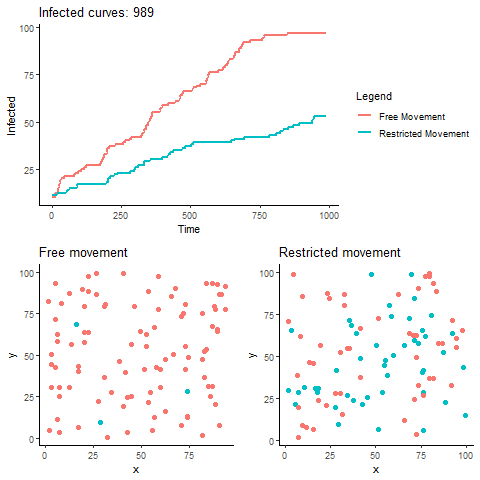 Infected curves: 989
100
75
50
25
Infected
0
250
500
750
1000
Time
Legend
Free Movement
Restricted Movement
Free movement
100
75
50
25
0
y
0
25
50
75
x
Restricted movement
100
75
50
25
0
y
0
25
50
75
100
x